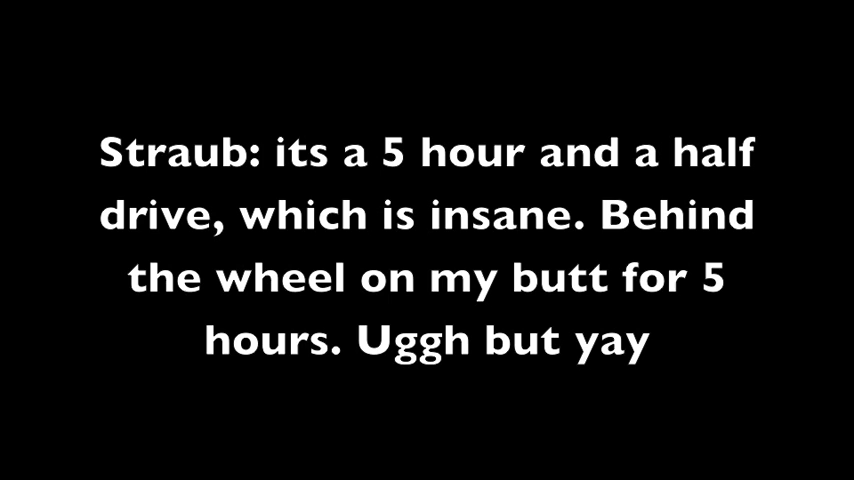 Straub: its a 5 hour and a half
drive, which is insane. Behind
the wheel on my butt for 5
hours. Uggh but yay